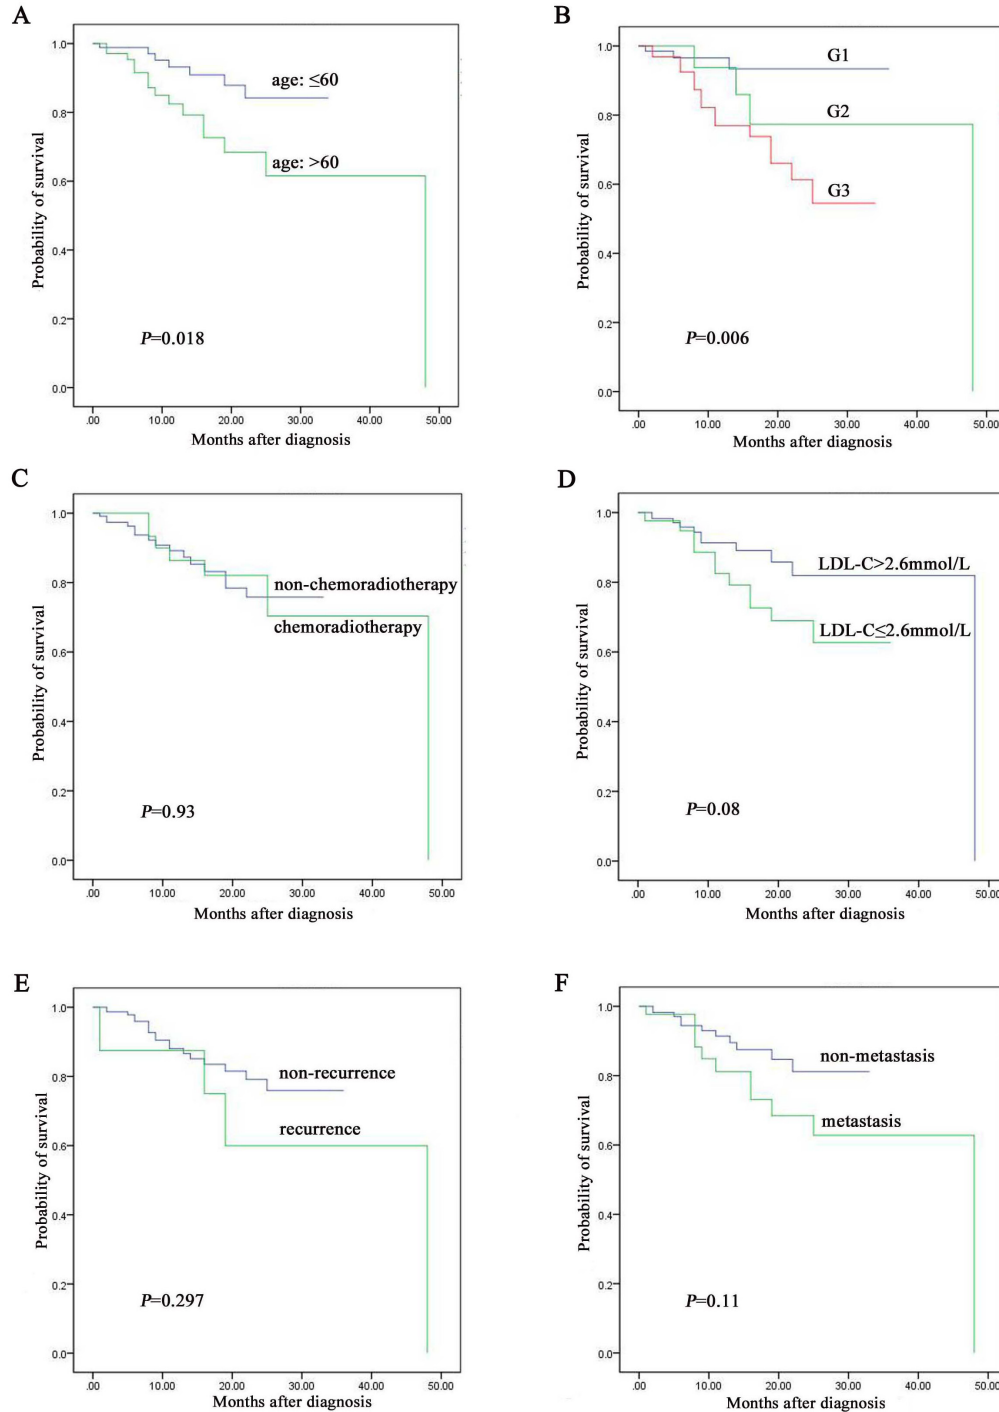 A
1.0
0.8
0.6
0.4
0.2
0.0
Probability of survival
age: ≤60
age: >60
P=0.018
.00 10.00 20.00 30.00 40.00 50.00
Months after diagnosis
B
1.0
0.8
0.6
0.4
0.2
0.0
Probability of survival
G1
G2
G3
P=0.006
.00 10.00 20.00 30.00 40.00 50.00
Months after diagnosis
C
1.0
0.8
0.6
0.4
0.2
0.0
Probability of survival
non-chemoradiotherapy
chemoradiotherapy
P=0.93
.00 10.00 20.00 30.00 40.00 50.00
Months after diagnosis
D
1.0
0.8
0.6
0.4
0.2
0.0
Probability of survival
LDL-C>2.6mmol/L
LDL-C≤2.6mmol/L
P=0.08
.00 10.00 20.00 30.00 40.00 50.00
Months after diagnosis
E
1.0
0.8
0.6
0.4
0.2
0.0
Probability of survival
non-recurrence
recurrence
P=0.297
.00 10.00 20.00 30.00 40.00 50.00
Months after diagnosis
F
1.0
0.8
0.6
0.4
0.2
0.0
Probability of survival
non-metastasis
metastasis
P=0.11
.00 10.00 20.00 30.00 40.00 50.00
Months after diagnosis